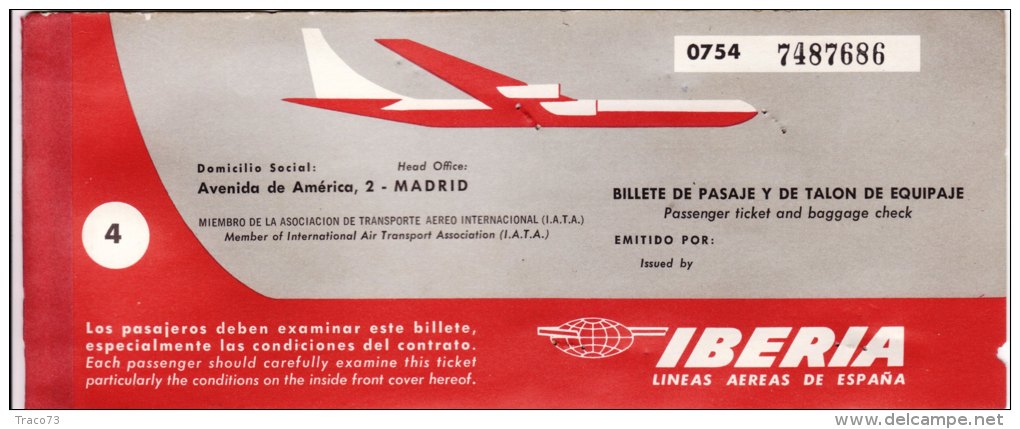 0754 7487686
Domicilio Social: Head Office:
Avenida de América, 2 - MADRID
MIEMBRO DE LA ASOCIACION DE TRANSPORTE AEREO INTERNACIONAL (I.A.T.A.)
Member of International Air Transport Association (I.A.T.A.)
BILLETE DE PASAJE Y DE TALON DE EQUIPAJE
Passenger ticket and baggage check
EMITIDO POR:
Issued by
4
Los pasajeros deben examinar este billete,
especialmente las condiciones del contrato.
Each passenger should carefully examine this ticket
particularly the conditions on the inside front cover hereof.
IBERIA
LINEAS AEREAS DE ESPAÑA
Traco73
www.delcampe.net